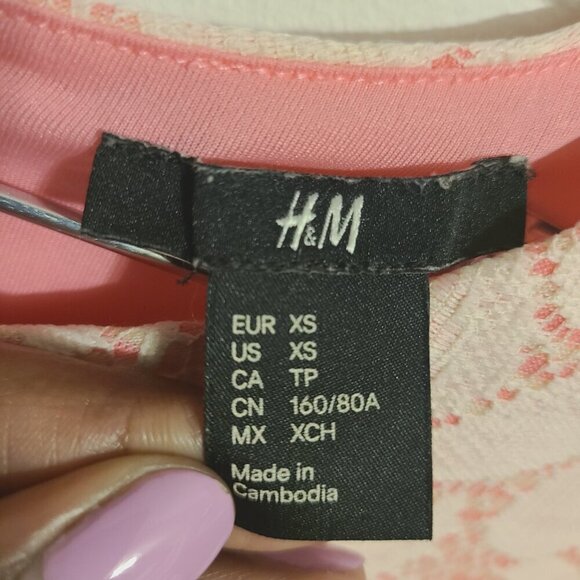 H&M
EUR XS
US XS
CA TP
CN 160/80A
MX XCH
Made in
Cambodia